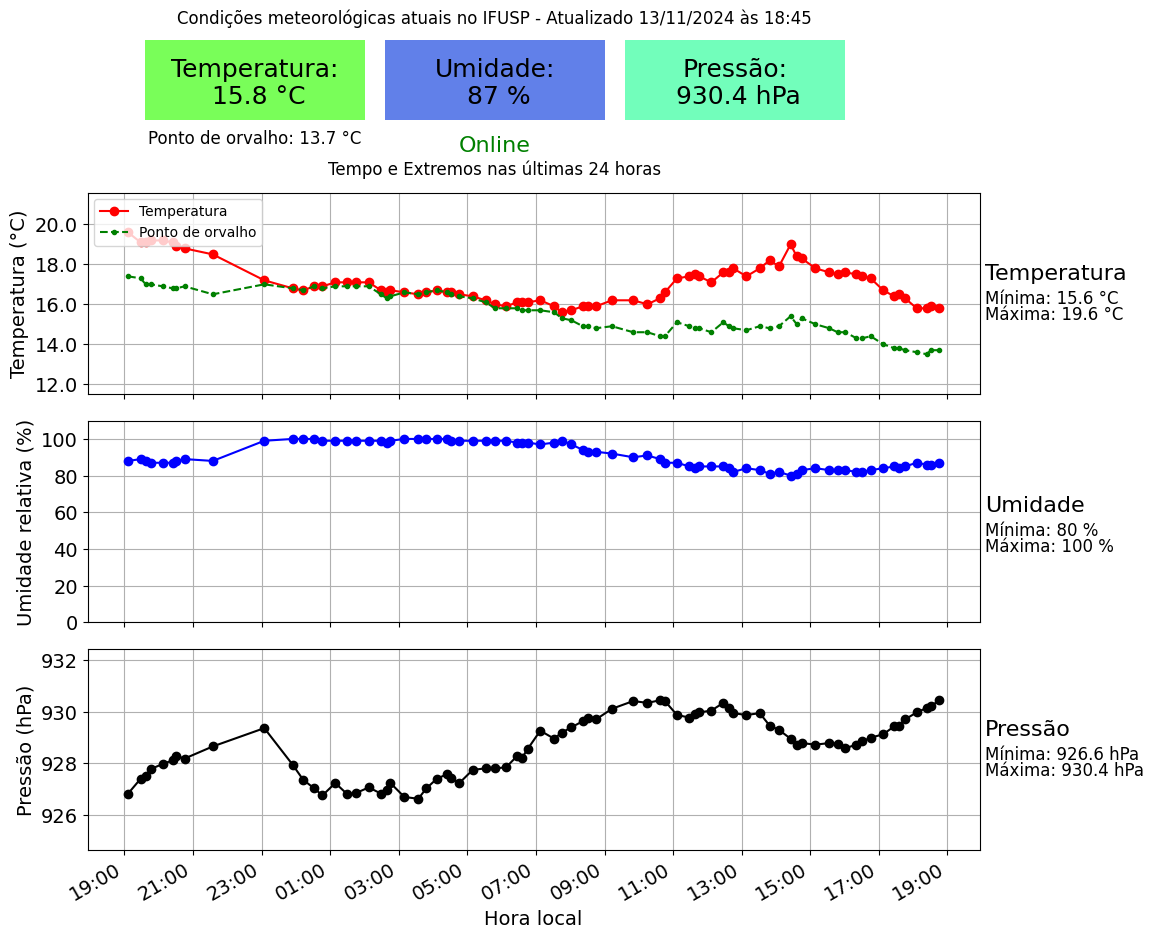 Condições meteorológicas atuais no IFUSP - Atualizado 13/11/2024 às 18:45
Temperatura:
15.8 °C
Umidade:
87 %
Pressão:
930.4 hPa
Ponto de orvalho: 13.7 °C
Online
Tempo e Extremos nas últimas 24 horas
Temperatura
Ponto de orvalho
Temperatura (°C)
20.0
18.0
16.0
14.0
12.0
Temperatura
Mínima: 15.6 °C
Máxima: 19.6 °C
Umidade relativa (%)
100
80
60
40
20
0
Umidade
Mínima: 80 %
Máxima: 100 %
Pressão (hPa)
932
930
928
926
Pressão
Mínima: 926.6 hPa
Máxima: 930.4 hPa
19:00 21:00 23:00 01:00 03:00 05:00 07:00 09:00 11:00 13:00 15:00 17:00 19:00
Hora local